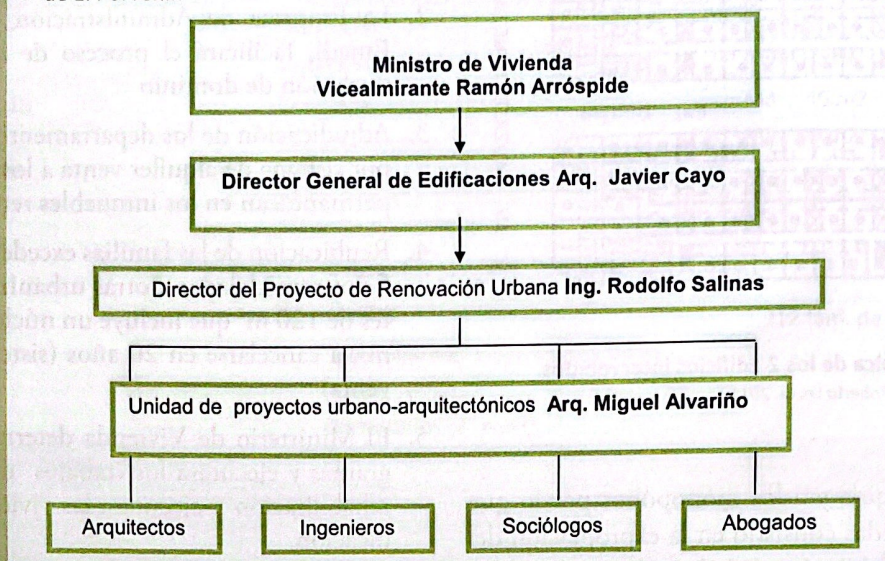 Ministro de Vivienda
Vicealmirante Ramón Arróspide
Director General de Edificaciones Arq. Javier Cayo
Director del Proyecto de Renovación Urbana Ing. Rodolfo Salinas
Unidad de proyectos urbano-arquitectónicos Arq. Miguel Alvariño
Arquitectos
Ingenieros
Sociólogos
Abogados